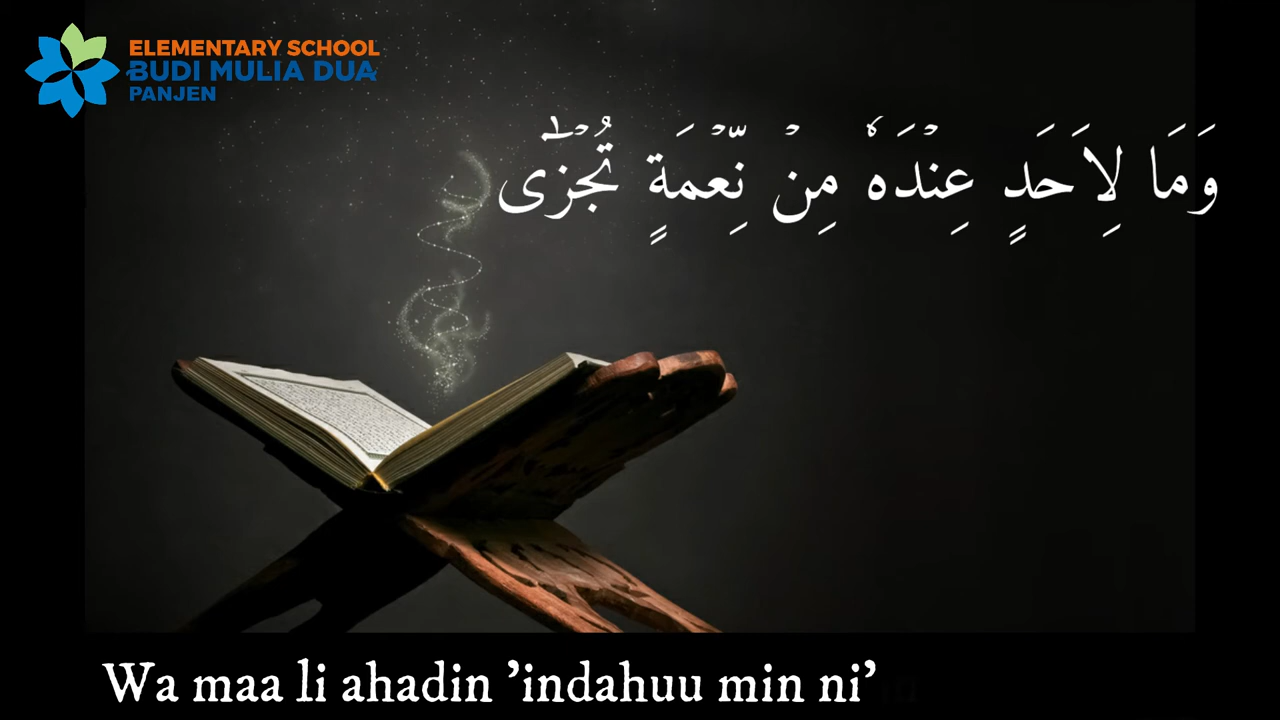 ELEMENTARY SCHOOL
BUDI MULIA DUA
PANJEN
وَمَا لِاَحَدٍ عِنْدَهٗ مِنْ نِّعْمَةٍ تُجْزٰٓى
Wa maa li ahadin ’indahuu min ni’